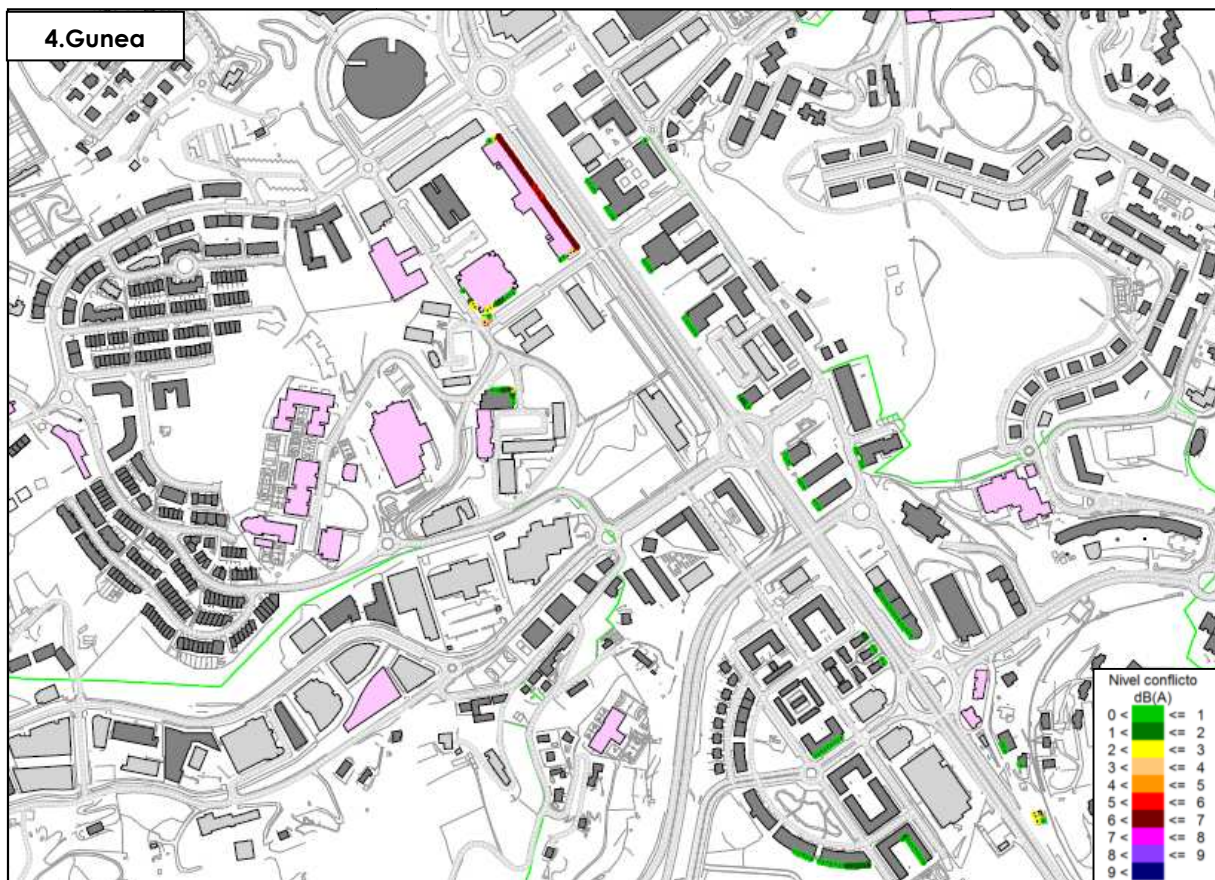 4.Gunea
Nivel conflicto
dB(A)
0 < <= 1
1 < <= 2
2 < <= 3
3 < <= 4
4 < <= 5
5 < <= 6
6 < <= 7
7 < <= 8
8 < <= 9
9 <